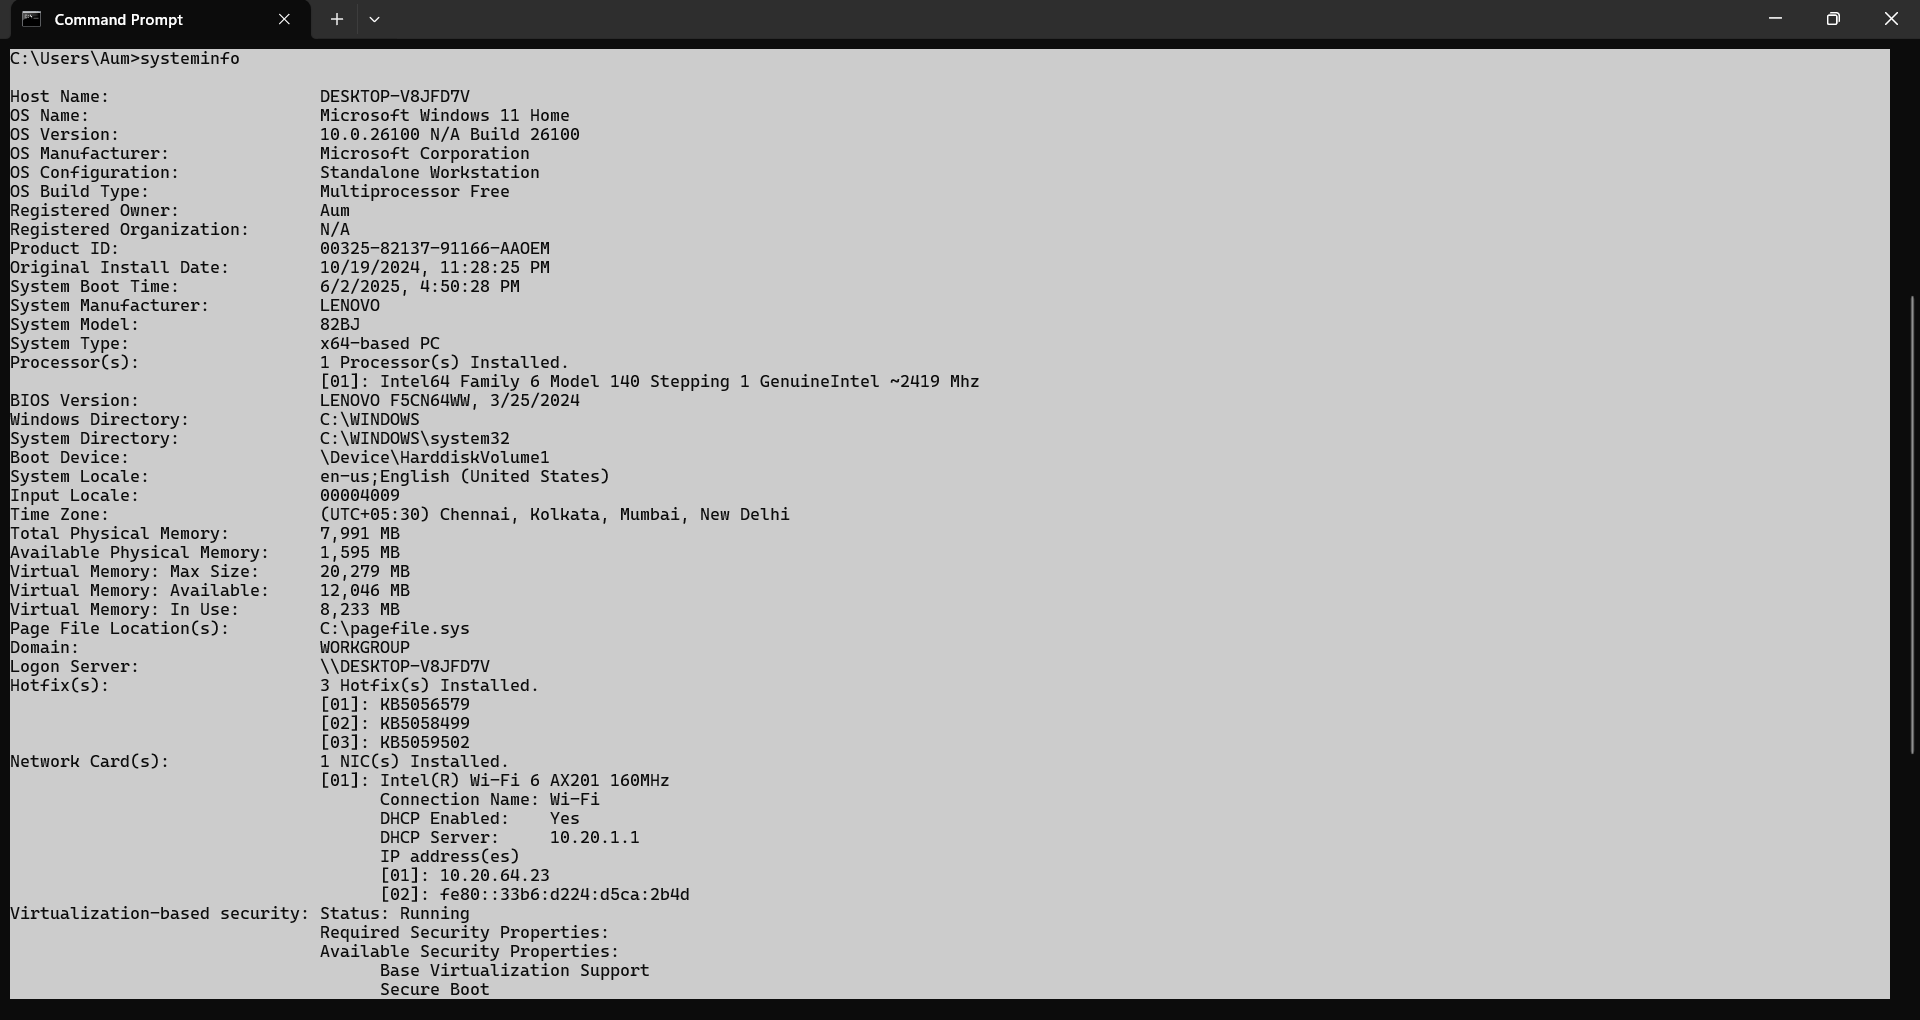 Command Prompt
C:\Users\Aum>systeminfo
Host Name: DESKTOP-V8JFD7V
OS Name: Microsoft Windows 11 Home
OS Version: 10.0.26100 N/A Build 26100
OS Manufacturer: Microsoft Corporation
OS Configuration: Standalone Workstation
OS Build Type: Multiprocessor Free
Registered Owner: Aum
Registered Organization: N/A
Product ID: 00325-82137-91166-AAOEM
Original Install Date: 10/19/2024, 11:28:25 PM
System Boot Time: 6/2/2025, 4:50:28 PM
System Manufacturer: LENOVO
System Model: 82BJ
System Type: x64-based PC
Processor(s): 1 Processor(s) Installed.
[01]: Intel64 Family 6 Model 140 Stepping 1 GenuineIntel ~2419 Mhz
BIOS Version: LENOVO F5CN64WW, 3/25/2024
Windows Directory: C:\WINDOWS
System Directory: C:\WINDOWS\system32
Boot Device: \Device\HarddiskVolume1
System Locale: en-us;English (United States)
Input Locale: 00004009
Time Zone: (UTC+05:30) Chennai, Kolkata, Mumbai, New Delhi
Total Physical Memory: 7,991 MB
Available Physical Memory: 1,595 MB
Virtual Memory: Max Size: 20,279 MB
Virtual Memory: Available: 12,046 MB
Virtual Memory: In Use: 8,233 MB
Page File Location(s): C:\pagefile.sys
Domain: WORKGROUP
Logon Server: \\DESKTOP-V8JFD7V
Hotfix(s): 3 Hotfix(s) Installed.
[01]: KB5056579
[02]: KB5058499
[03]: KB5059502
Network Card(s): 1 NIC(s) Installed.
[01]: Intel(R) Wi-Fi 6 AX201 160MHz
Connection Name: Wi-Fi
DHCP Enabled: Yes
DHCP Server: 10.20.1.1
IP address(es)
[01]: 10.20.64.23
[02]: fe80::33b6:d224:d5ca:2b4d
Virtualization-based security: Status: Running
Required Security Properties:
Available Security Properties:
Base Virtualization Support
Secure Boot